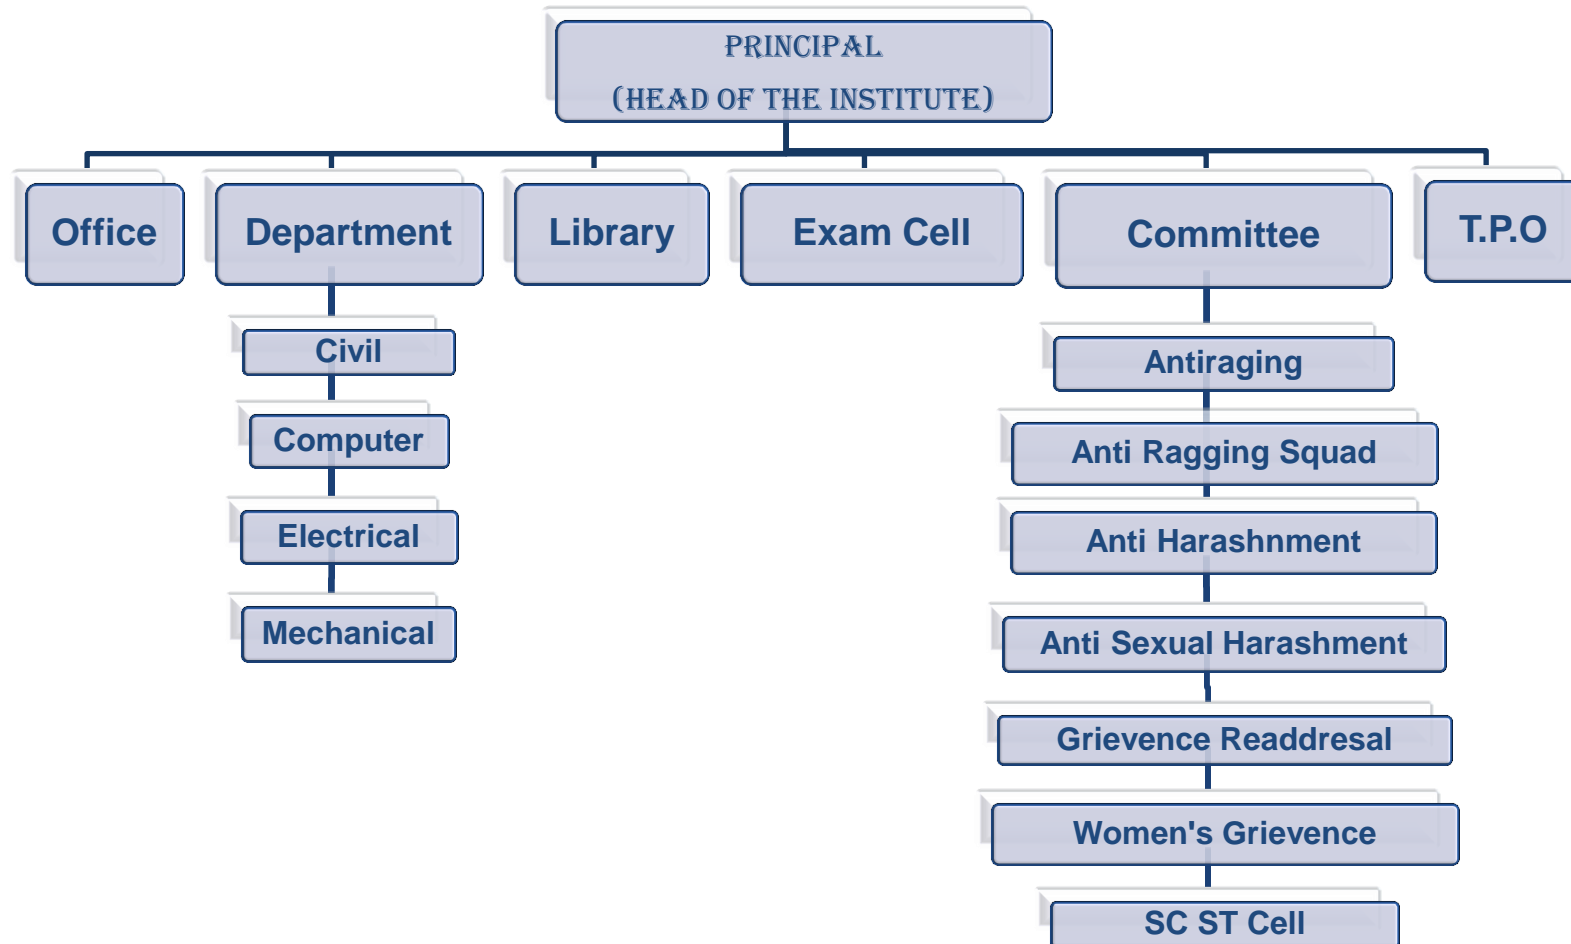 PRINCIPAL
(HEAD OF THE INSTITUTE)
Office
Department
Library
Exam Cell
Committee
T.P.O
Civil
Computer
Electrical
Mechanical
Antiraging
Anti Ragging Squad
Anti Harashnment
Anti Sexual Harashment
Grievence Readdresal
Women's Grievence
SC ST Cell